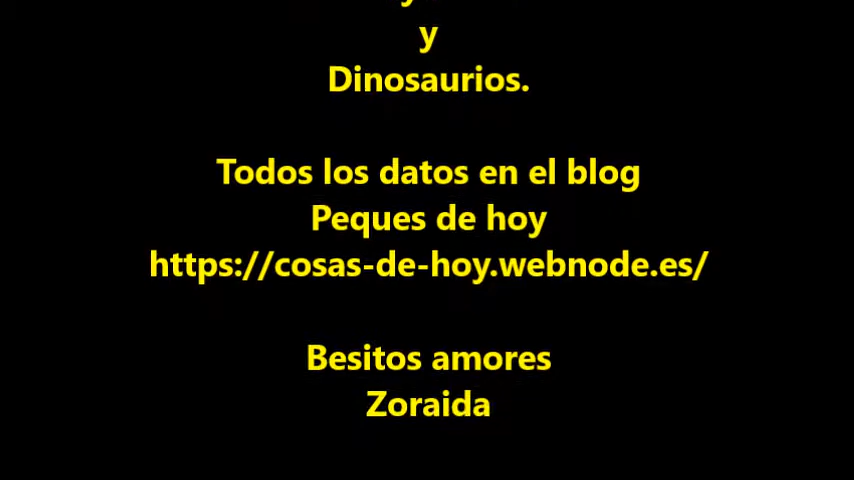 y
Dinosaurios.
Todos los datos en el blog
Peques de hoy
https://cosas-de-hoy.webnode.es/
Besitos amores
Zoraida